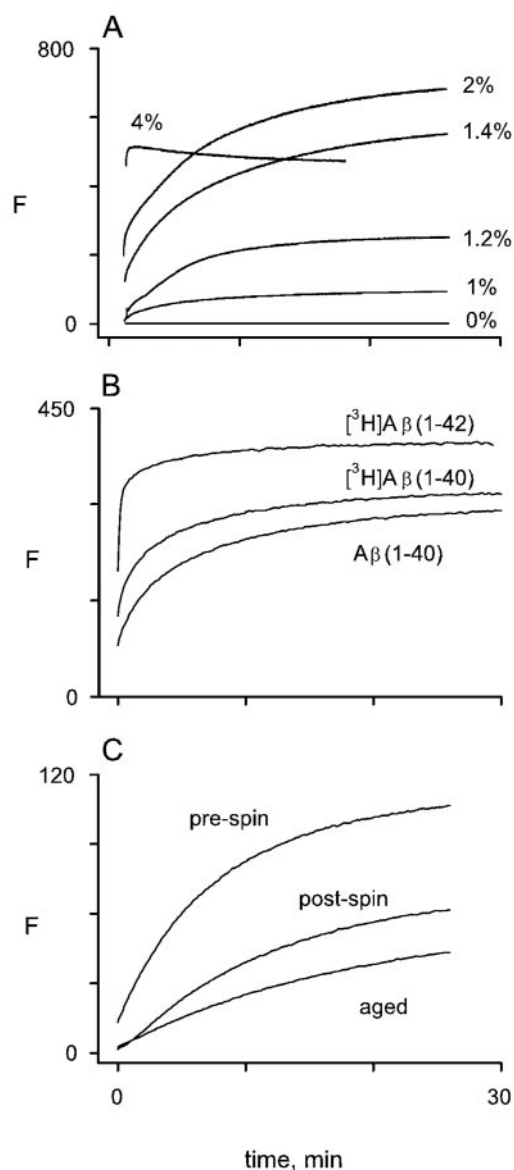 A
800
4%
2%
1.4%
F
1.2%
1%
0%
0
B
450
[³H]Aβ(1-42)
[³H]Aβ(1-40)
F
Aβ(1-40)
0
C
120
pre-spin
post-spin
F
aged
0
0 30
time, min